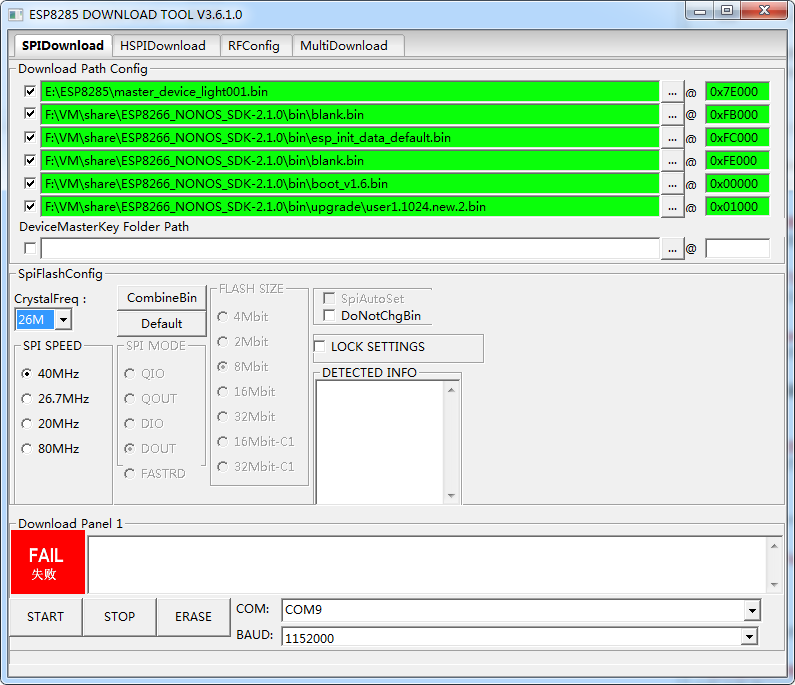 ESP8285 DOWNLOAD TOOL V3.6.1.0
SPIDownload HSPIDownload RFConfig MultiDownload
Download Path Config
E:\ESP8285\master_device_light001.bin ... @ 0x7E000
F:\VM\share\ESP8266_NONOS_SDK-2.1.0\bin\blank.bin ... @ 0xFB000
F:\VM\share\ESP8266_NONOS_SDK-2.1.0\bin\esp_init_data_default.bin ... @ 0xFC000
F:\VM\share\ESP8266_NONOS_SDK-2.1.0\bin\blank.bin ... @ 0xFE000
F:\VM\share\ESP8266_NONOS_SDK-2.1.0\bin\boot_v1.6.bin ... @ 0x00000
F:\VM\share\ESP8266_NONOS_SDK-2.1.0\bin\upgrade\user1.1024.new.2.bin ... @ 0x01000
DeviceMasterKey Folder Path
... @
SpiFlashConfig
CrystalFreq :
26M
CombineBin
Default
SPI SPEED
40MHz
26.7MHz
20MHz
80MHz
SPI MODE
QIO
QOUT
DIO
DOUT
FASTRD
FLASH SIZE
4Mbit
2Mbit
8Mbit
16Mbit
32Mbit
16Mbit-C1
32Mbit-C1
SpiAutoSet
DoNotChgBin
LOCK SETTINGS
DETECTED INFO
Download Panel 1
FAIL
失败
START STOP ERASE
COM: COM9
BAUD: 1152000